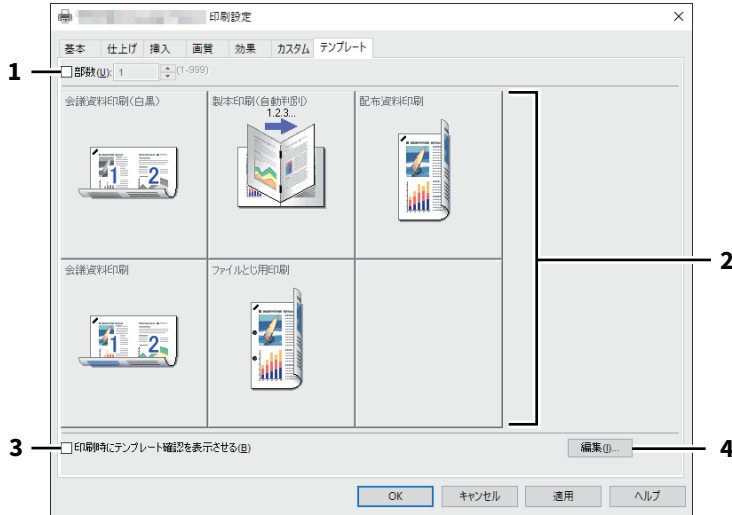 印刷設定
基本 仕上げ 挿入 画質 効果 カスタム テンプレート
1 部数(U): 1 (1-999)
会議資料印刷(白黒) 製本印刷(自動判別) 配布資料印刷
1.2.3...
1 2
2
会議資料印刷 ファイルとじ用印刷
1 2
3 印刷時にテンプレート確認を表示させる(B) 編集(I)... 4
OK キャンセル 適用 ヘルプ